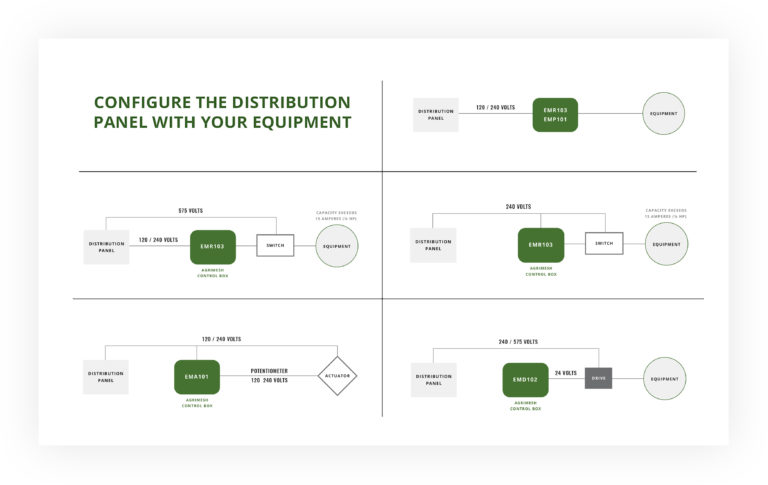 CONFIGURE THE DISTRIBUTION
PANEL WITH YOUR EQUIPMENT
DISTRIBUTION
PANEL
120 / 240 VOLTS
EMR103
EMP101
EQUIPMENT
575 VOLTS
DISTRIBUTION
PANEL
120 / 240 VOLTS
EMR103
AGRIMESH
CONTROL BOX
SWITCH
CAPACITY EXCEEDS
15 AMPERES (¾ HP)
EQUIPMENT
240 VOLTS
DISTRIBUTION
PANEL
EMR103
AGRIMESH
CONTROL BOX
SWITCH
CAPACITY EXCEEDS
15 AMPERES (¾ HP)
EQUIPMENT
120 / 240 VOLTS
DISTRIBUTION
PANEL
EMA101
AGRIMESH
CONTROL BOX
POTENTIOMETER
120 240 VOLTS
ACTUATOR
240 / 575 VOLTS
DISTRIBUTION
PANEL
EMD102
AGRIMESH
CONTROL BOX
24 VOLTS
DRIVE
EQUIPMENT